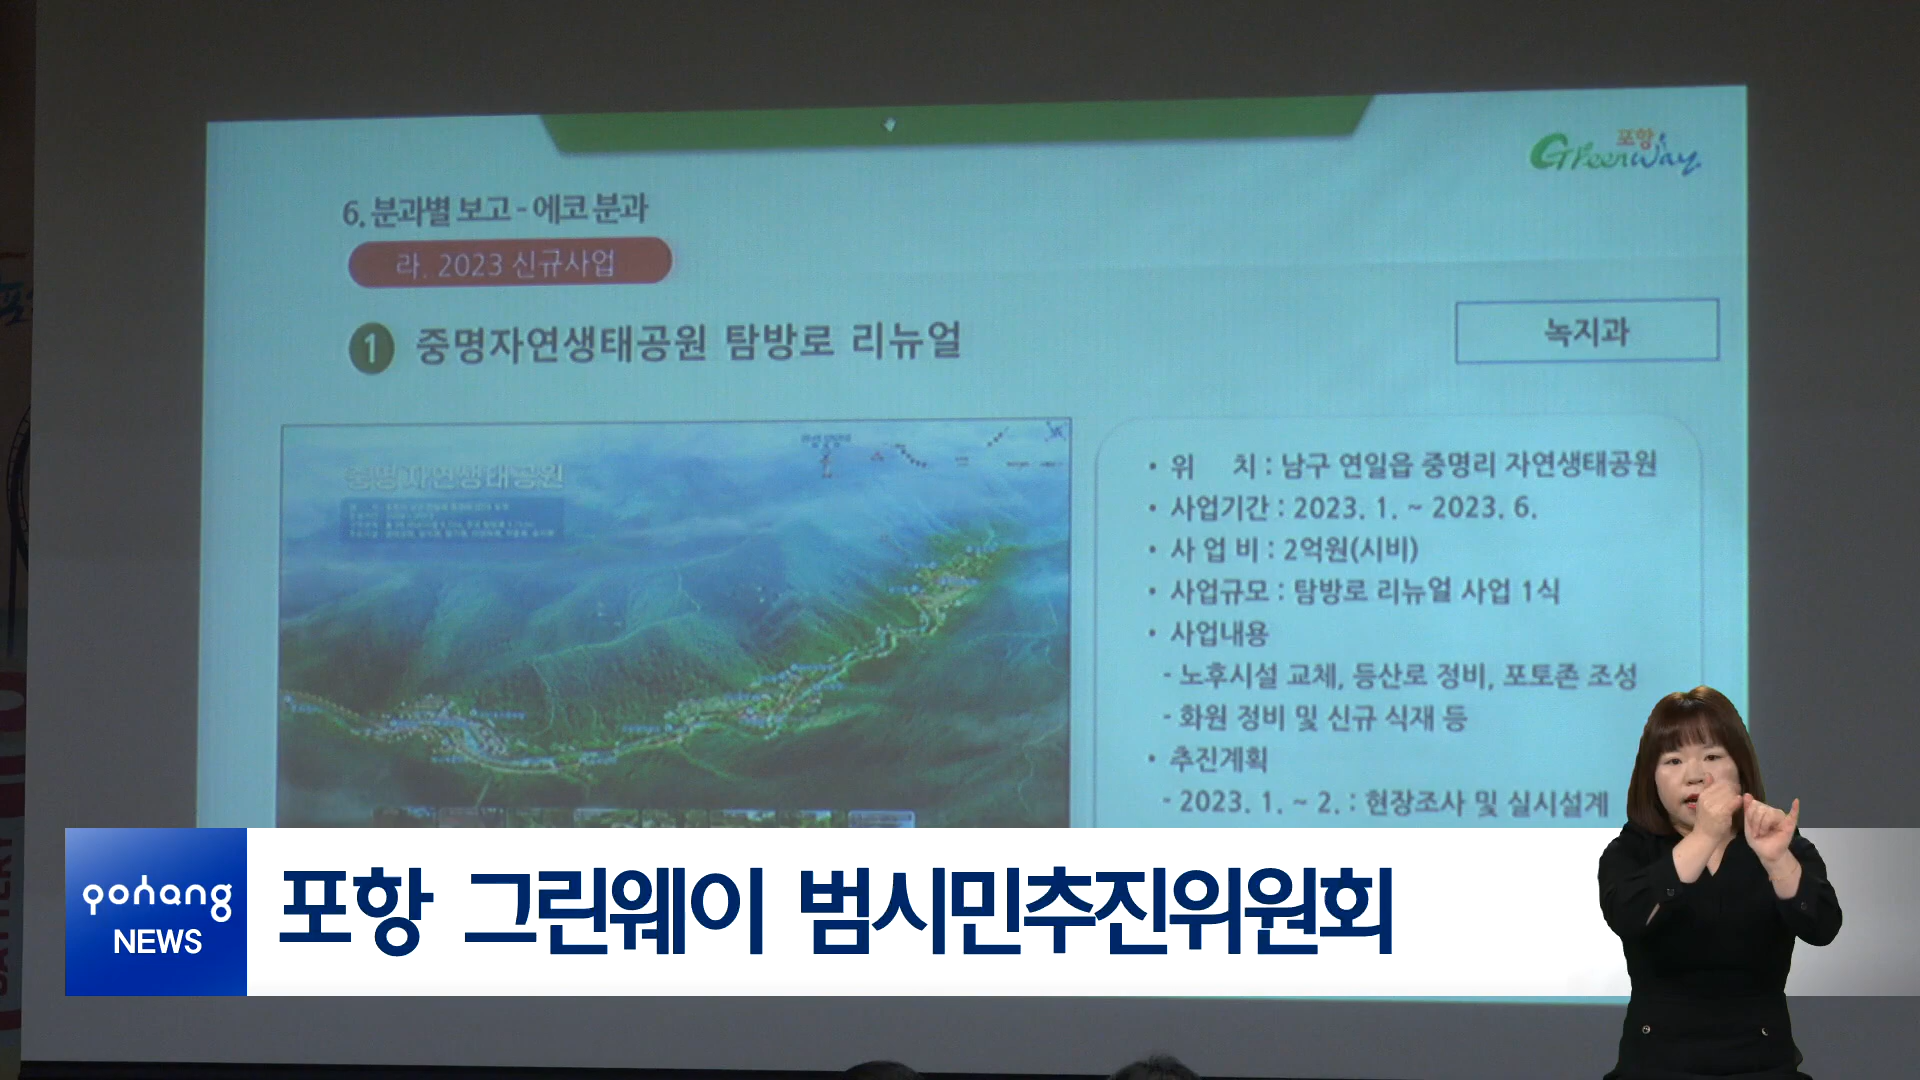 포항
Greenway
6. 분과별 보고 - 에코 분과
라. 2023 신규사업
1 중명자연생태공원 탐방로 리뉴얼
녹지과
중명자연생태공원
• 위 치 : 남구 연일읍 중명리 자연생태공원
• 사업기간 : 2023. 1. ~ 2023. 6.
• 사 업 비 : 2억원(시비)
• 사업규모 : 탐방로 리뉴얼 사업 1식
• 사업내용
- 노후시설 교체, 등산로 정비, 포토존 조성
- 화원 정비 및 신규 식재 등
• 추진계획
- 2023. 1. ~ 2. : 현장조사 및 실시설계
pohang
NEWS
포항 그린웨이 범시민추진위원회